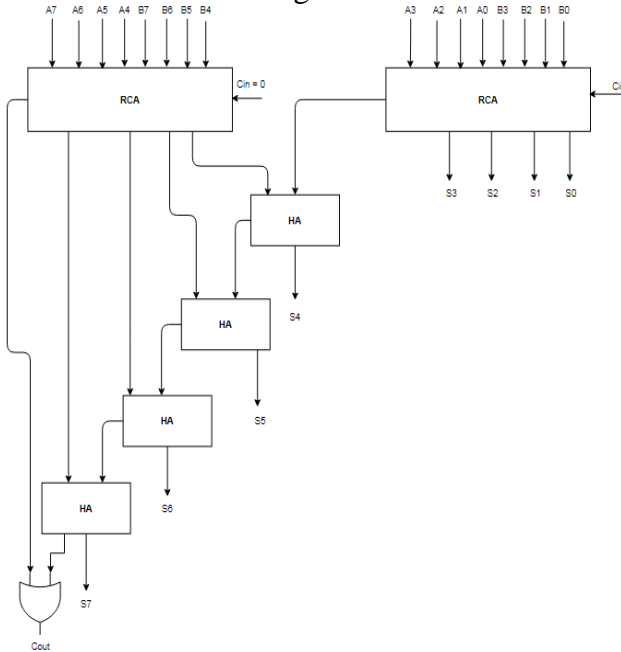 A7 A6 A5 A4 B7 B6 B5 B4
A3 A2 A1 A0 B3 B2 B1 B0
RCA
Cin = 0
RCA
Ci
S3 S2 S1 S0
HA
S4
HA
S5
HA
S6
HA
S7
Cout